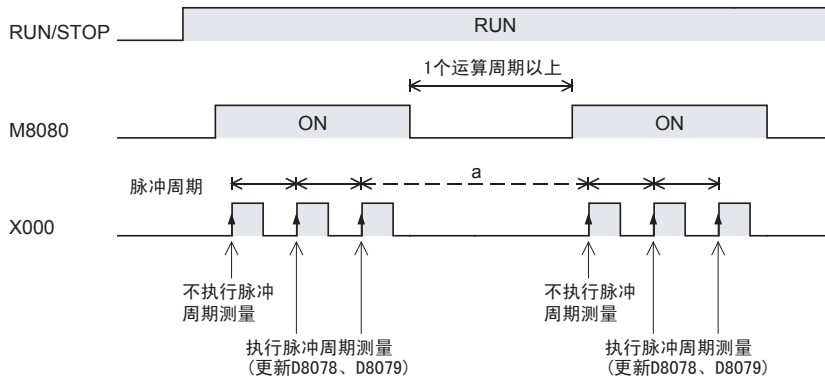 RUN/STOP
RUN
1个运算周期以上
M8080
ON
ON
脉冲周期
a
X000
不执行脉冲
周期测量
不执行脉冲
周期测量
执行脉冲周期测量
(更新D8078、D8079)
执行脉冲周期测量
(更新D8078、D8079)